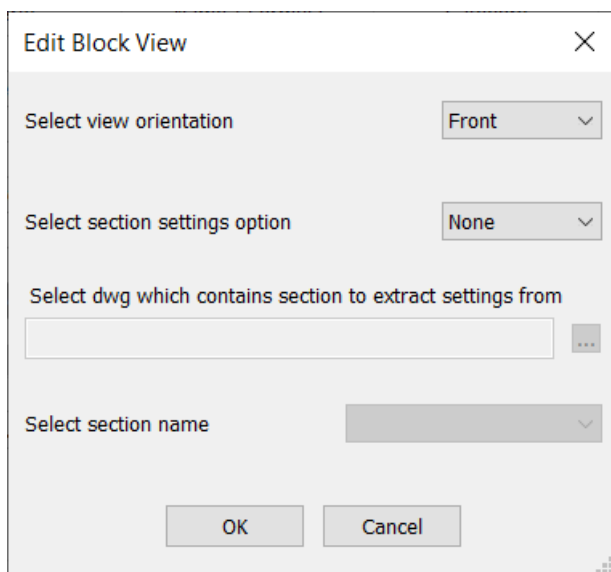 Edit Block View
Select view orientation Front
Select section settings option None
Select dwg which contains section to extract settings from
...
Select section name
OK Cancel